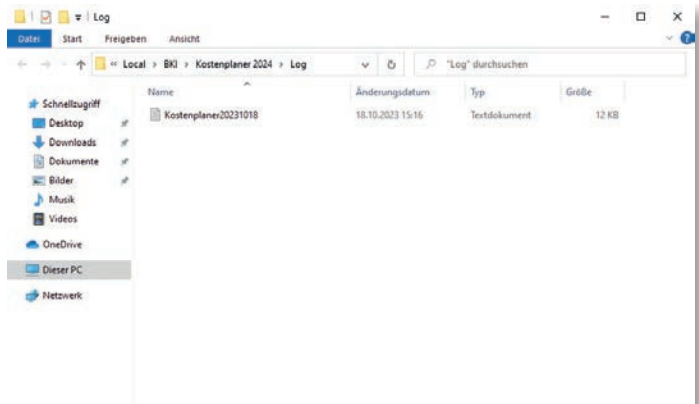 Log
Datei Start Freigeben Ansicht
« Local > BKI > Kostenplaner 2024 > Log "Log" durchsuchen
Name Änderungsdatum Typ Größe
Kostenplaner20231018 18.10.2023 15:16 Textdokument 12 KB
Schnellzugriff
Desktop
Downloads
Dokumente
Bilder
Musik
Videos
OneDrive
Dieser PC
Netzwerk